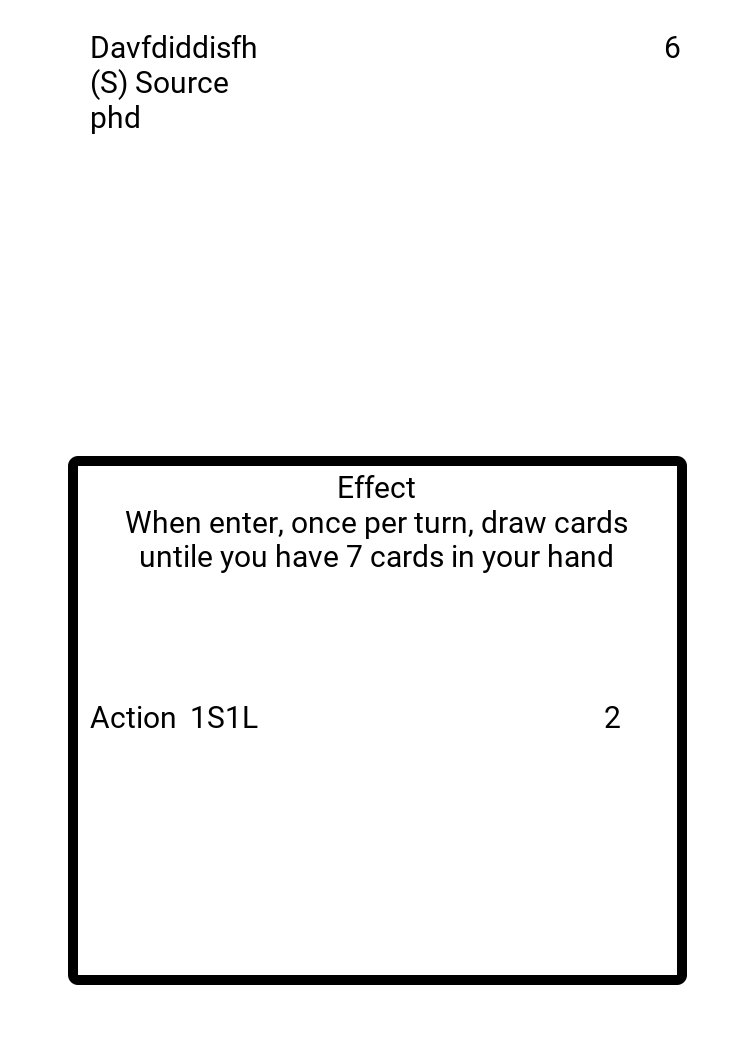 Davfdiddisfh 6
(S) Source
phd
Effect
When enter, once per turn, draw cards
untile you have 7 cards in your hand
Action 1S1L 2